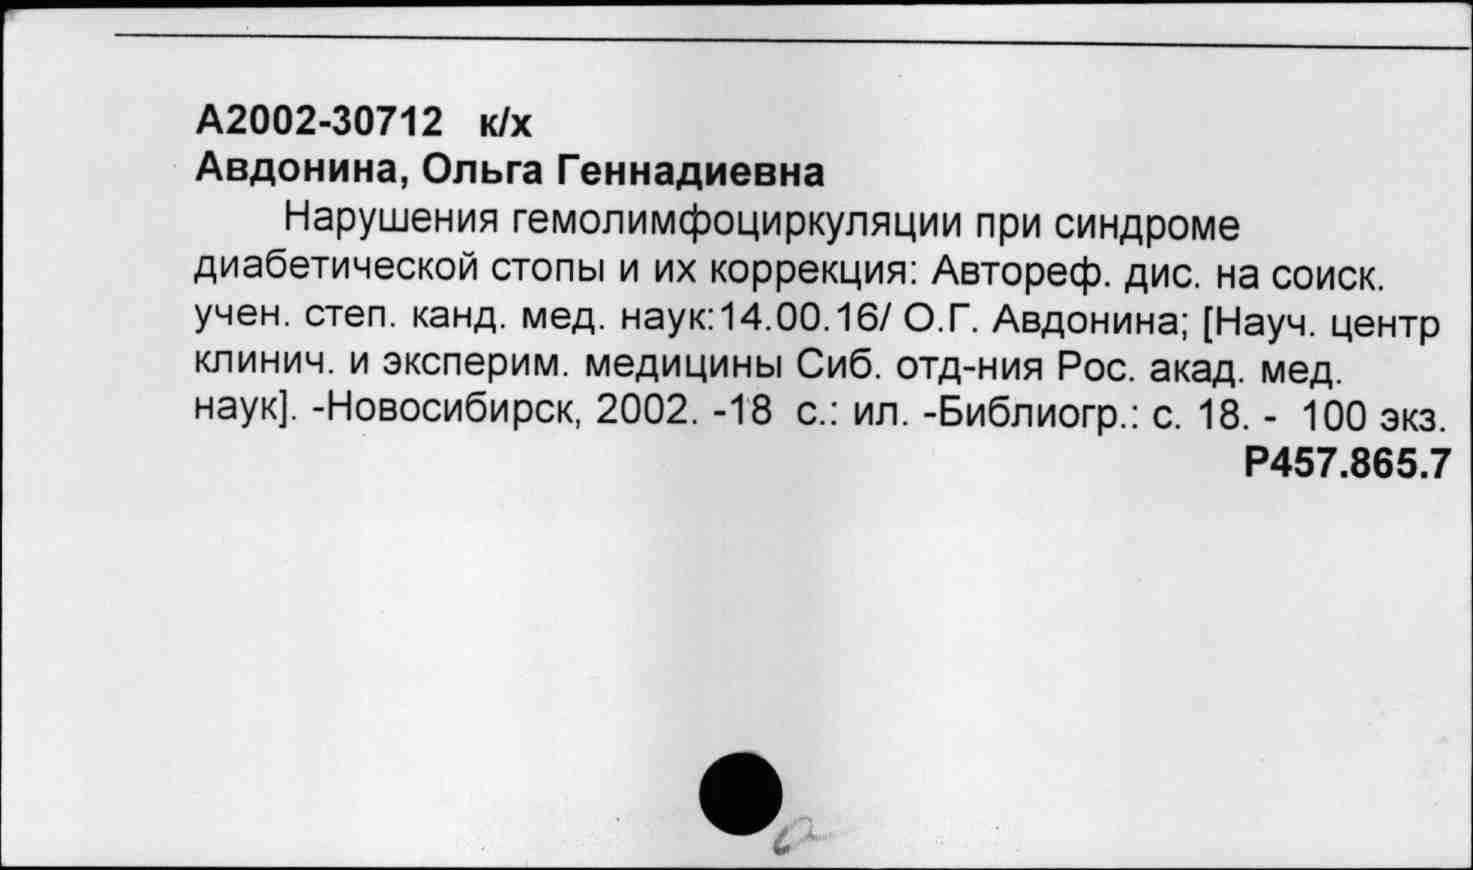 А2002-30712 к/х
Авдонина, Ольга Геннадиевна
Нарушения гемолимфоциркуляции при синдроме
диабетической стопы и их коррекция: Автореф. дис. на соиск.
учен. степ. канд. мед. наук:14.00.16/ О.Г. Авдонина; [Науч. центр
клинич. и эксперим. медицины Сиб. отд-ния Рос. акад. мед.
наук]. -Новосибирск, 2002. -18 с.: ил. -Библиогр.: с. 18. - 100 экз.
Р457.865.7
а